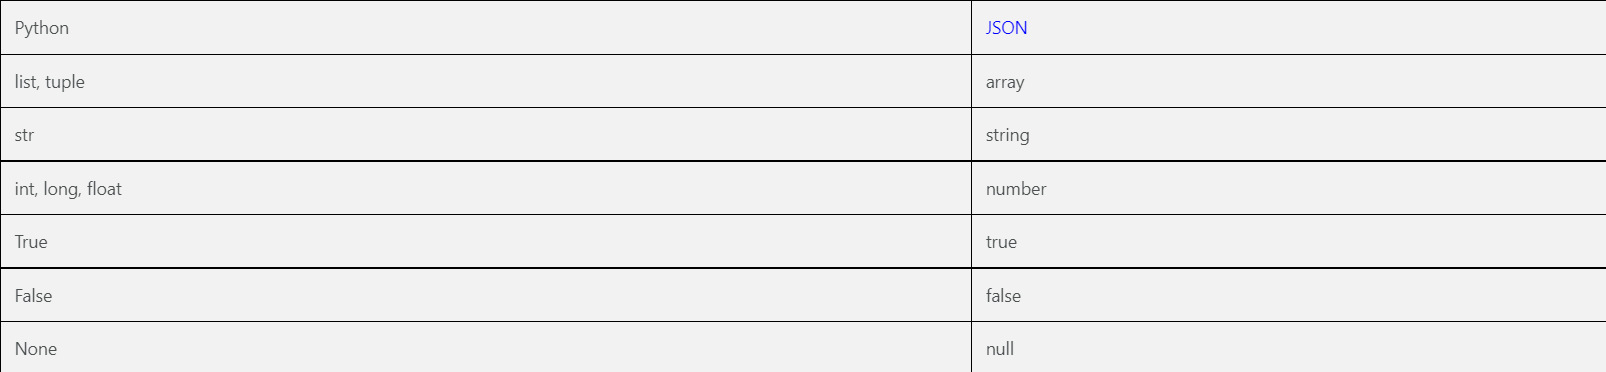 Python JSON
list, tuple array
str string
int, long, float number
True true
False false
None null